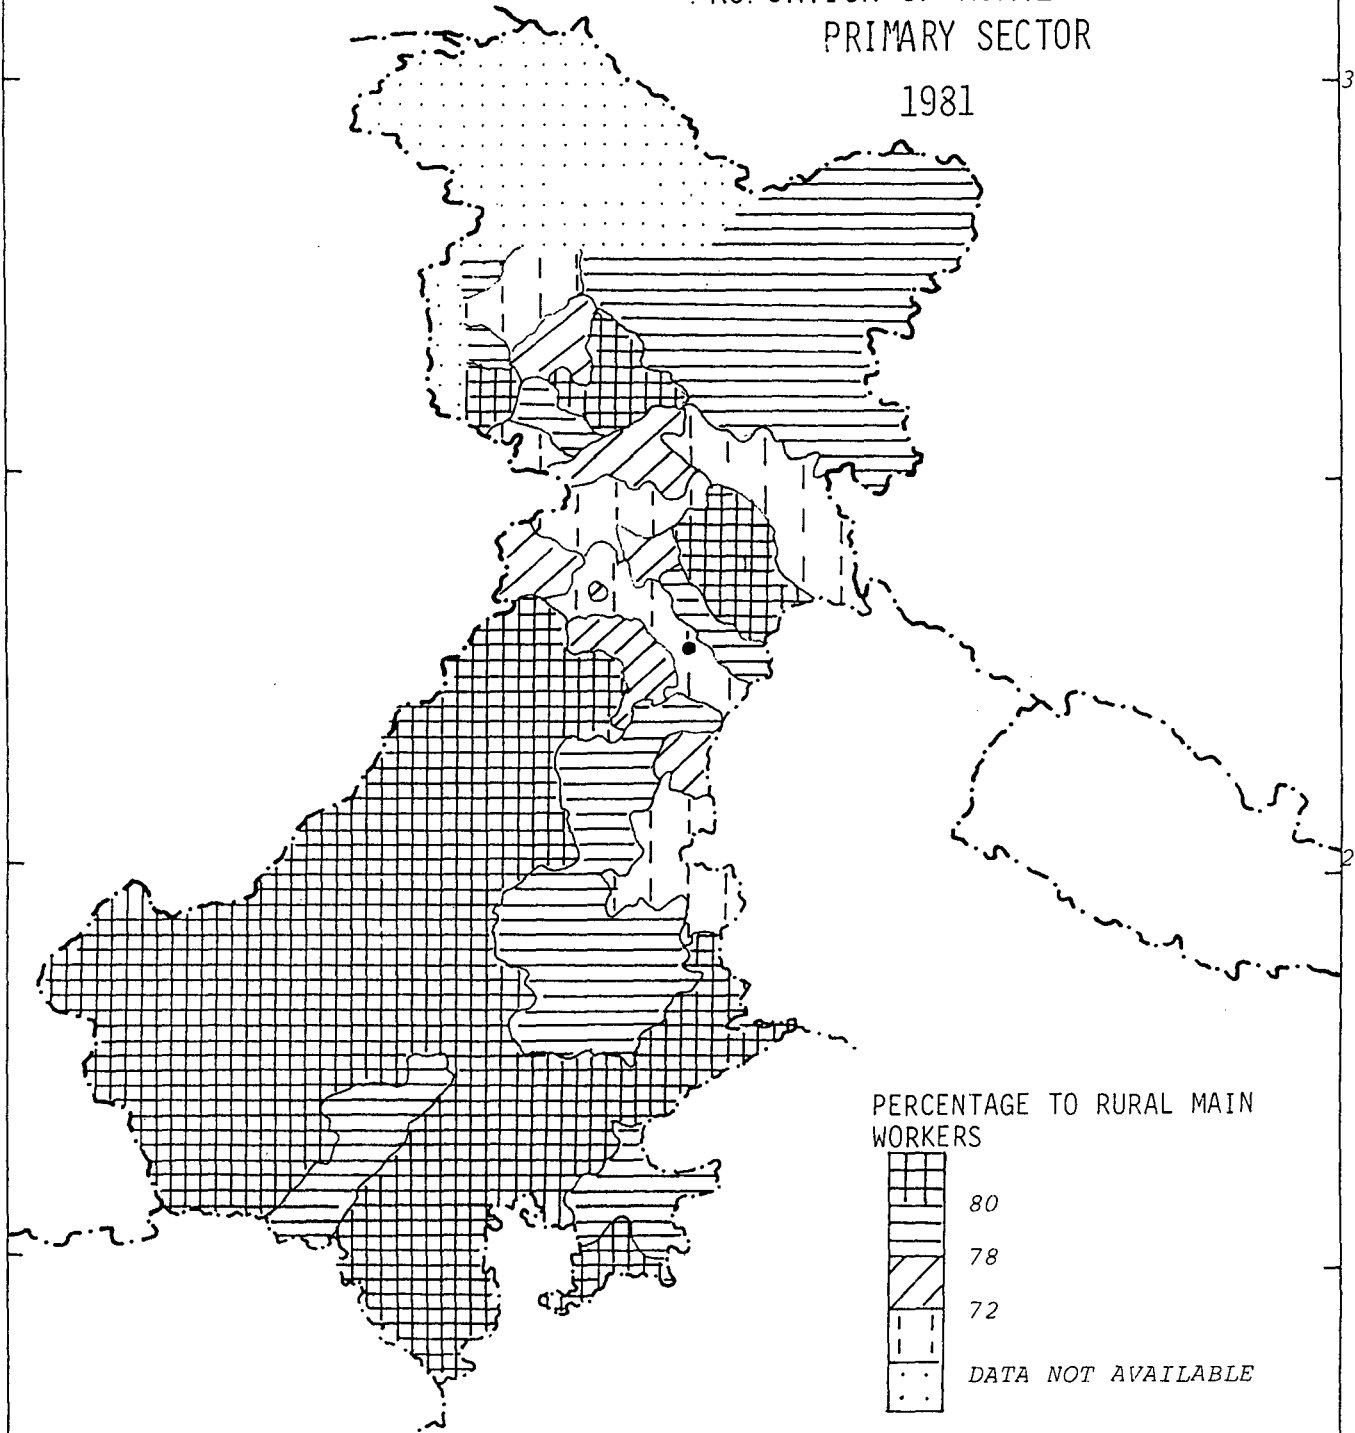 PRIMARY SECTOR
1981
3
2
PERCENTAGE TO RURAL MAIN
WORKERS
80
78
72
DATA NOT AVAILABLE